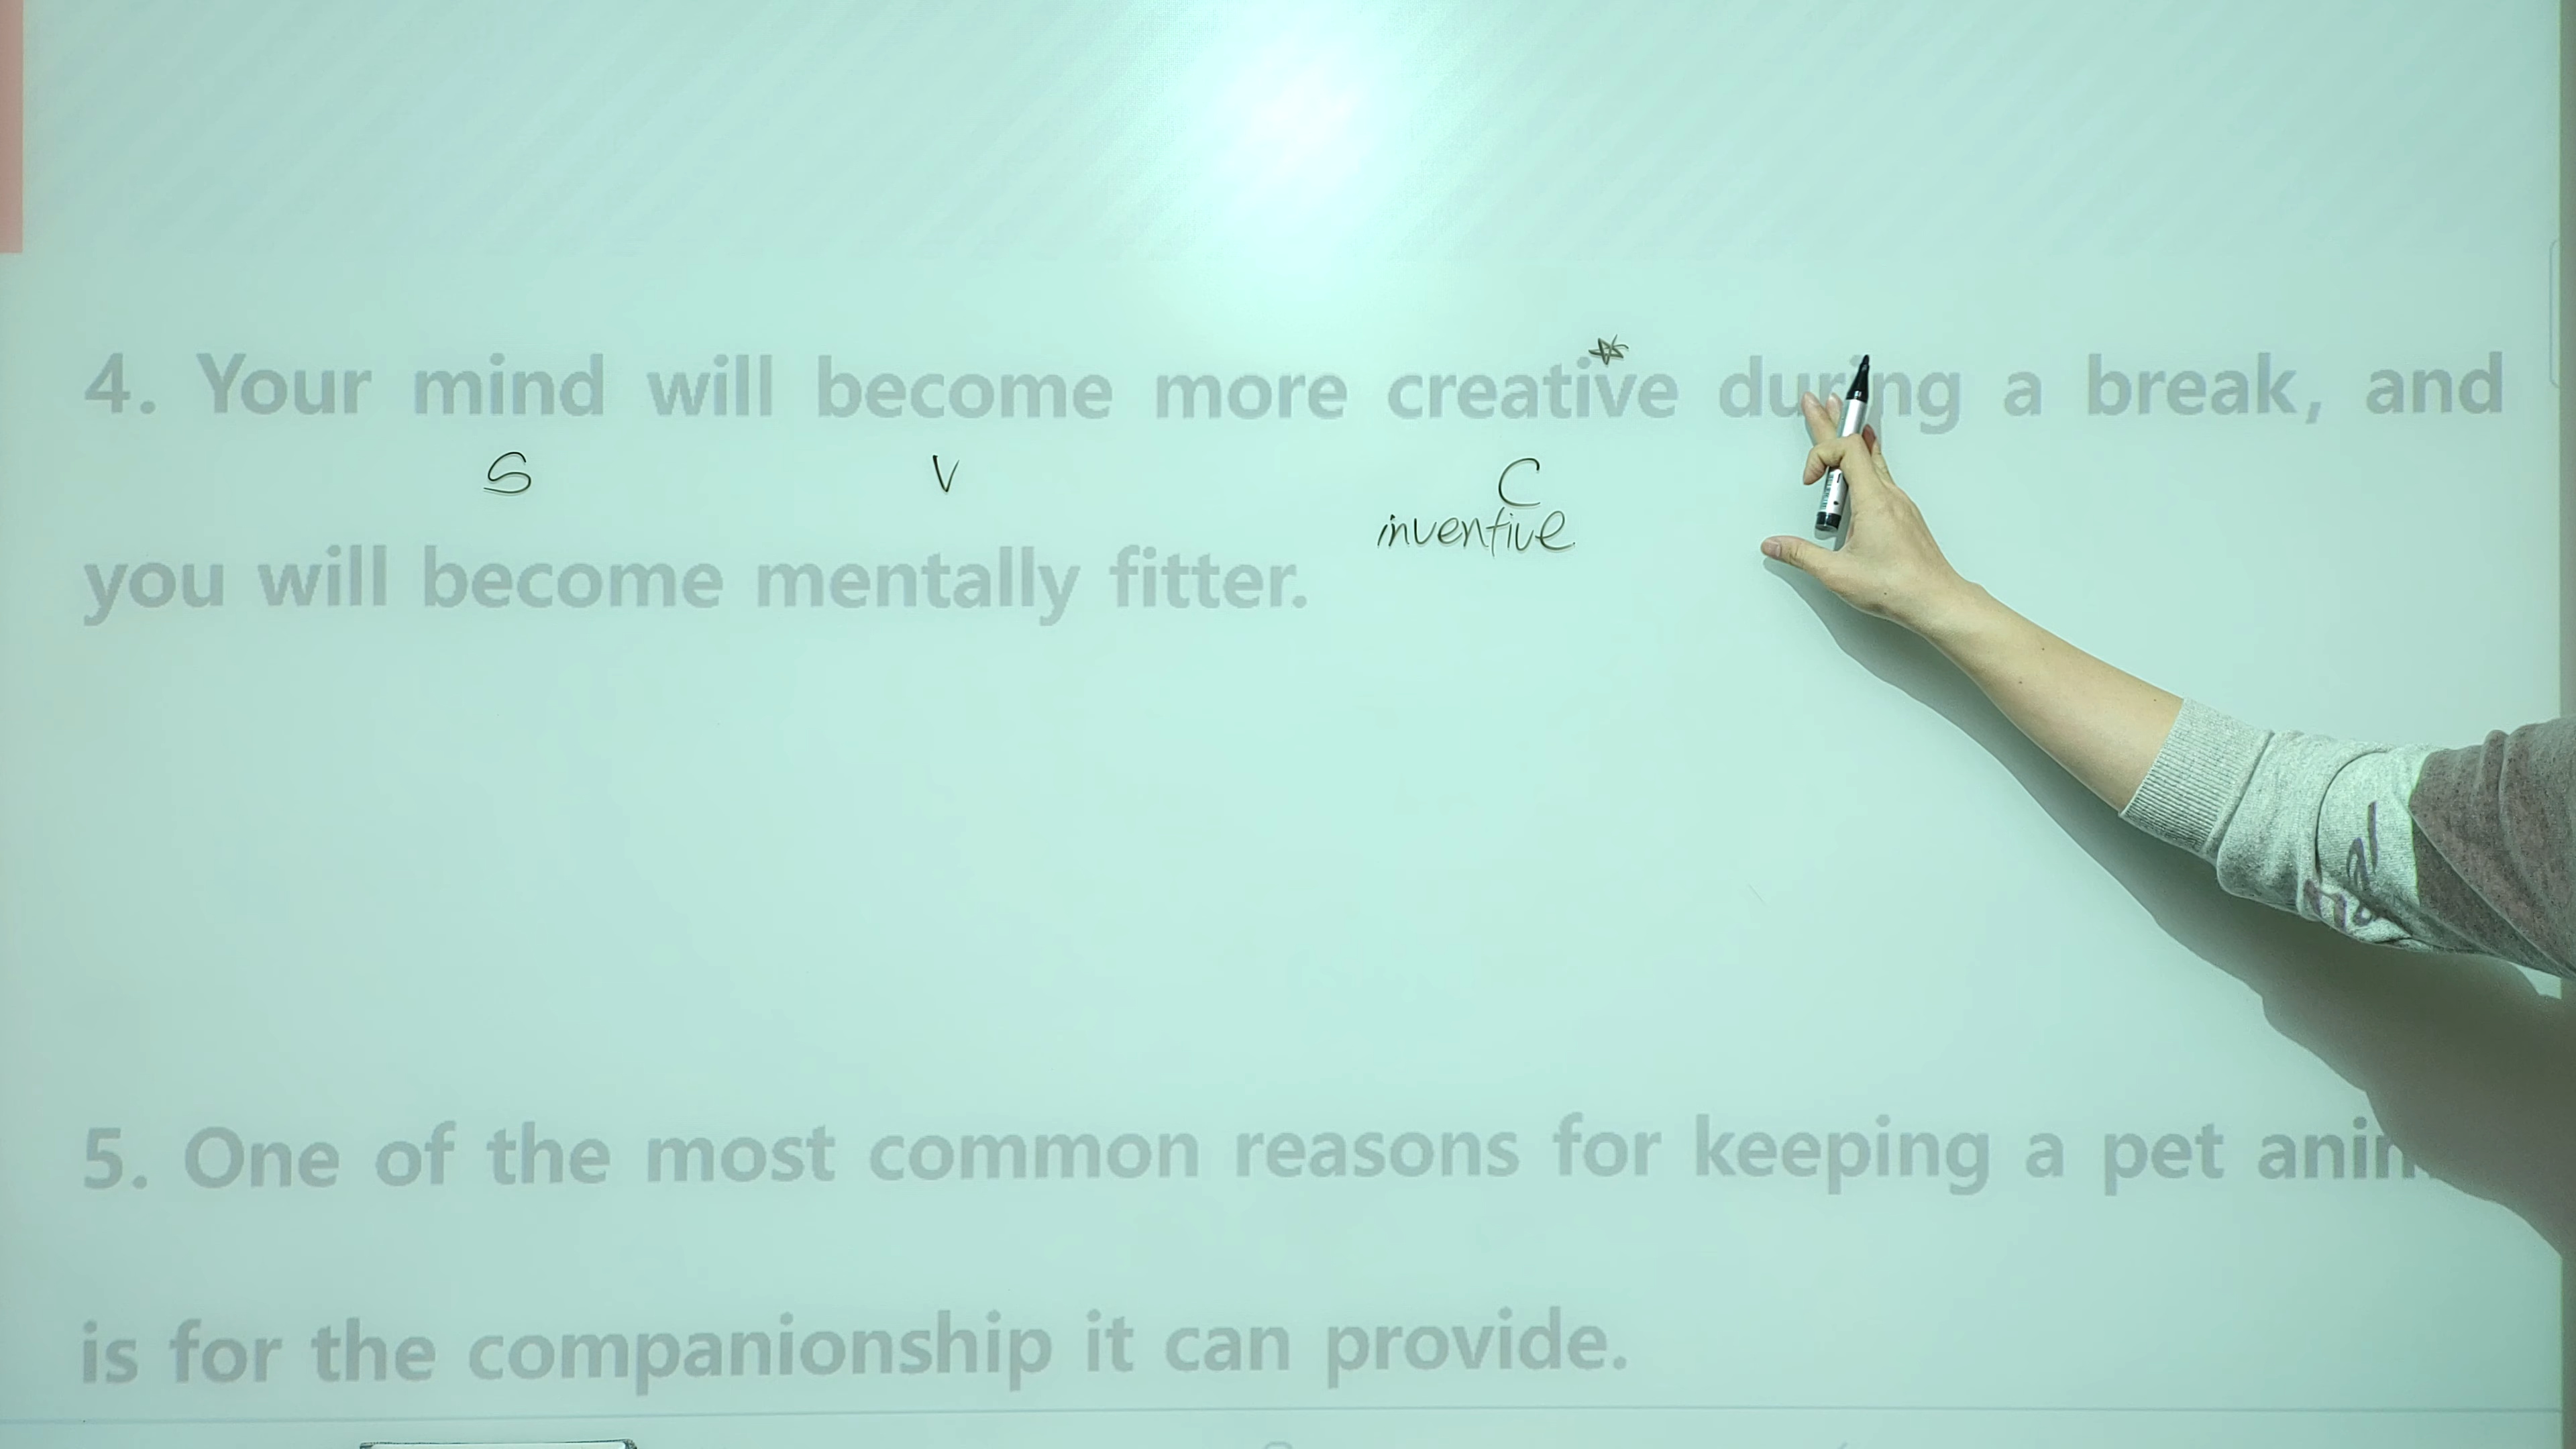 4. Your mind will become more creative during a break, and
S V C
inventive
you will become mentally fitter.
5. One of the most common reasons for keeping a pet
is for the companionship it can provide.